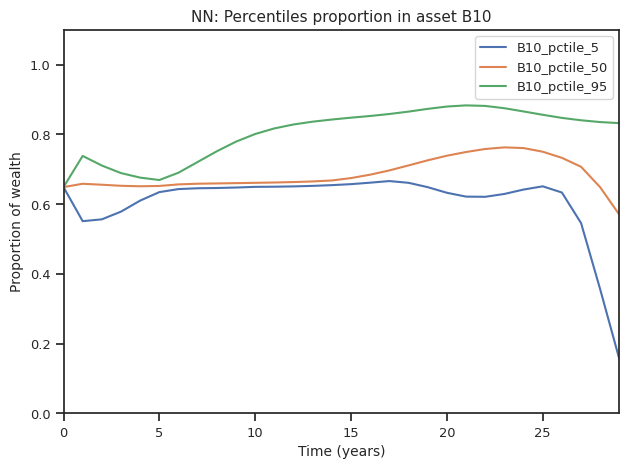 NN: Percentiles proportion in asset B10
B10_pctile_5
B10_pctile_50
B10_pctile_95
Proportion of wealth
1.0
0.8
0.6
0.4
0.2
0.0
0 5 10 15 20 25
Time (years)